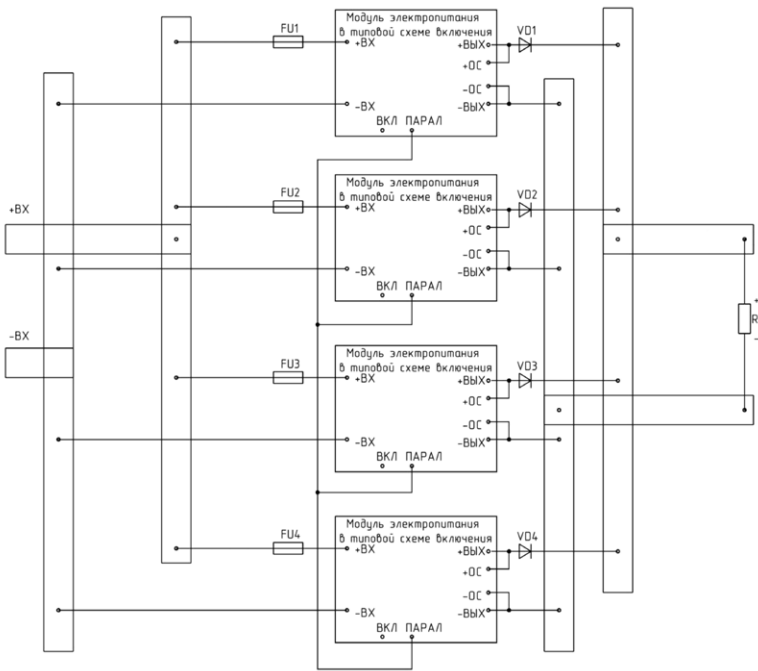 FU1
Модуль электропитания
в типовой схеме включения
+ВХ
+ВЫХ
VD1
+ОС
-ОС
-ВХ
-ВЫХ
ВКЛ ПАРАЛ
FU2
Модуль электропитания
в типовой схеме включения
+ВХ
+ВЫХ
VD2
+ОС
-ОС
-ВХ
-ВЫХ
ВКЛ ПАРАЛ
+ВХ
-ВХ
+
R
-
FU3
Модуль электропитания
в типовой схеме включения
+ВХ
+ВЫХ
VD3
+ОС
-ОС
-ВХ
-ВЫХ
ВКЛ ПАРАЛ
FU4
Модуль электропитания
в типовой схеме включения
+ВХ
+ВЫХ
VD4
+ОС
-ОС
-ВХ
-ВЫХ
ВКЛ ПАРАЛ